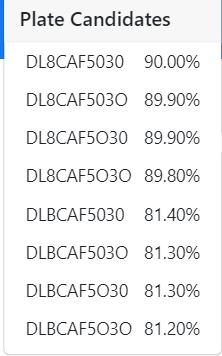 Plate Candidates
DL8CAF5030 90.00%
DL8CAF503O 89.90%
DL8CAF5O30 89.90%
DL8CAF5O3O 89.80%
DLBCAF5030 81.40%
DLBCAF503O 81.30%
DLBCAF5O30 81.30%
DLBCAF5O3O 81.20%